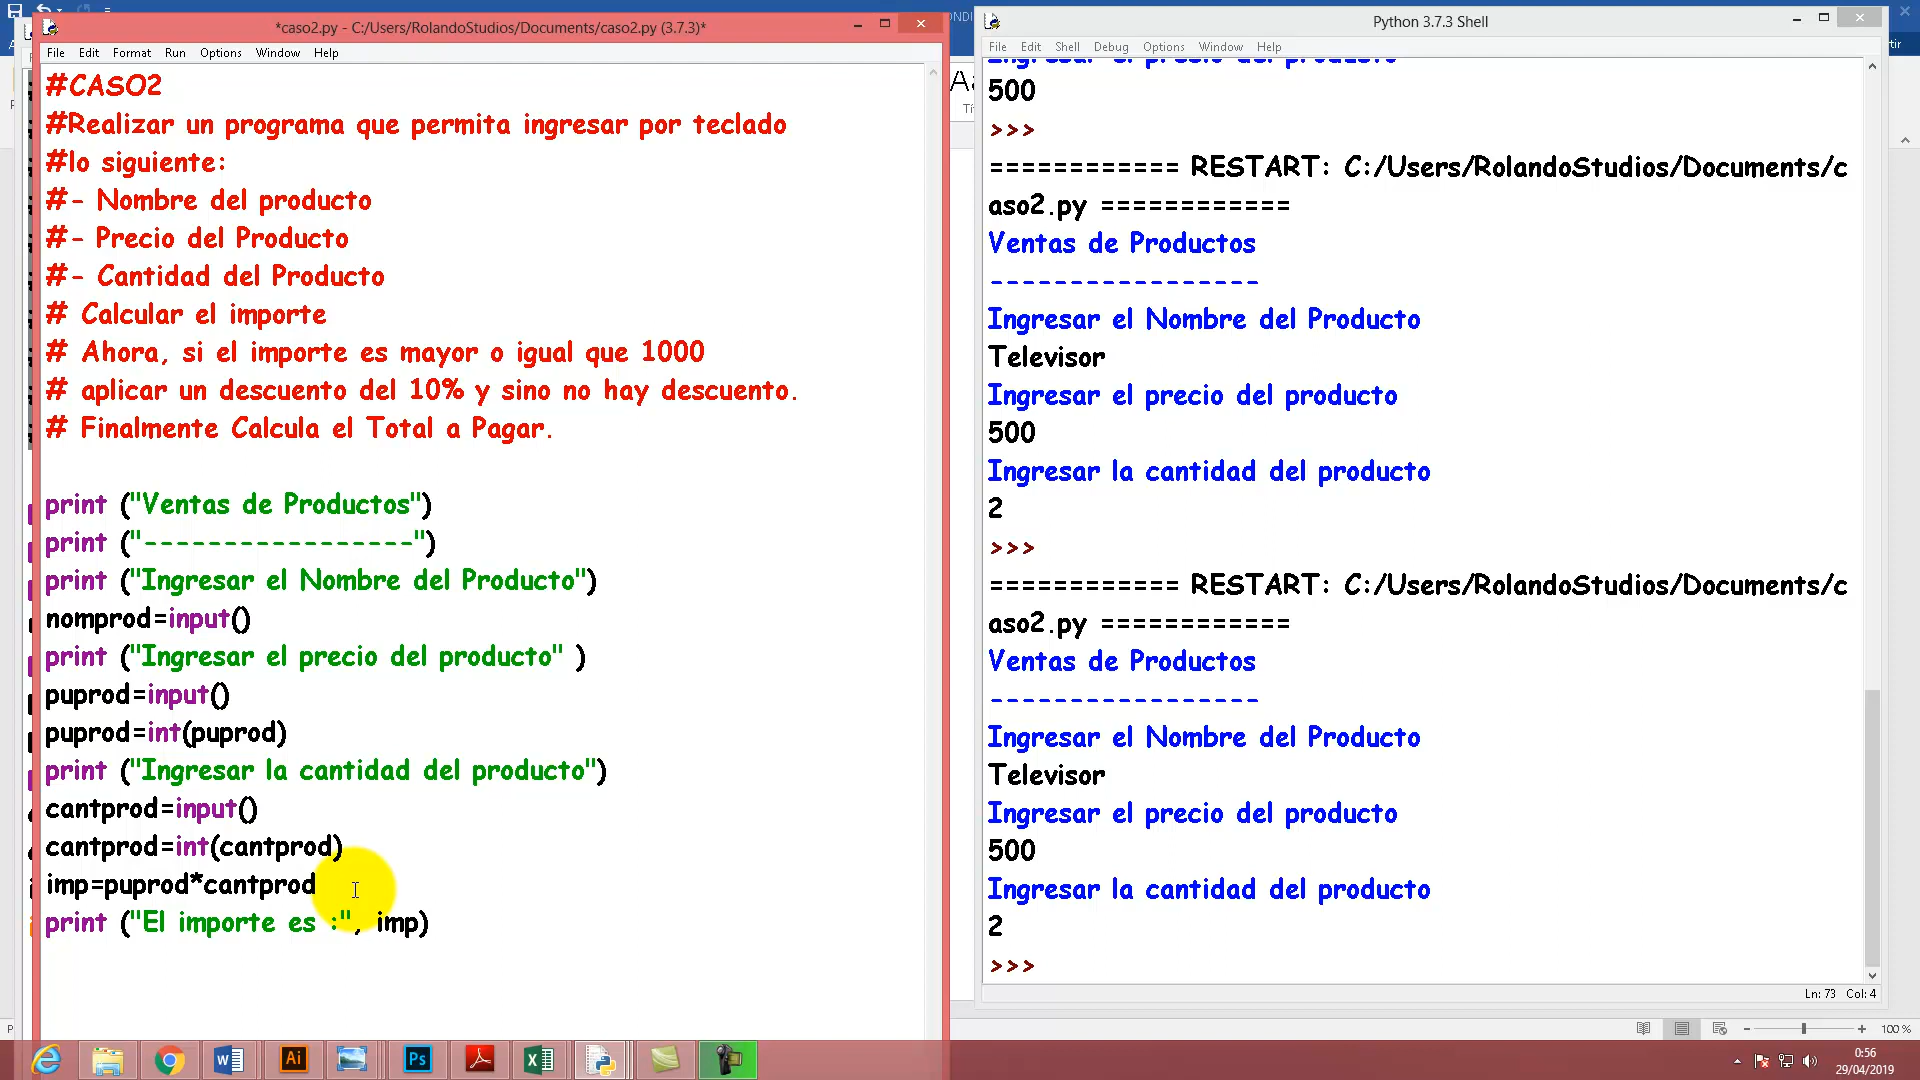 *caso2.py - C:/Users/RolandoStudios/Documents/caso2.py (3.7.3)*
File Edit Format Run Options Window Help
#CASO2
#Realizar un programa que permita ingresar por teclado
#lo siguiente:
#- Nombre del producto
#- Precio del Producto
#- Cantidad del Producto
# Calcular el importe
# Ahora, si el importe es mayor o igual que 1000
# aplicar un descuento del 10% y sino no hay descuento.
# Finalmente Calcula el Total a Pagar.
print ("Ventas de Productos")
print ("-----------------")
print ("Ingresar el Nombre del Producto")
nomprod=input()
print ("Ingresar el precio del producto" )
puprod=input()
puprod=int(puprod)
print ("Ingresar la cantidad del producto")
cantprod=input()
cantprod=int(cantprod)
imp=puprod*cantprod
print ("El importe es :", imp)
Python 3.7.3 Shell
File Edit Shell Debug Options Window Help
Ingresar el precio del producto
500
>>>
============ RESTART: C:/Users/RolandoStudios/Documents/c
aso2.py ============
Ventas de Productos
-----------------
Ingresar el Nombre del Producto
Televisor
Ingresar el precio del producto
500
Ingresar la cantidad del producto
2
>>>
============ RESTART: C:/Users/RolandoStudios/Documents/c
aso2.py ============
Ventas de Productos
-----------------
Ingresar el Nombre del Producto
Televisor
Ingresar el precio del producto
500
Ingresar la cantidad del producto
2
>>>
Ln: 73 Col: 4
100 %
0:56
29/04/2019